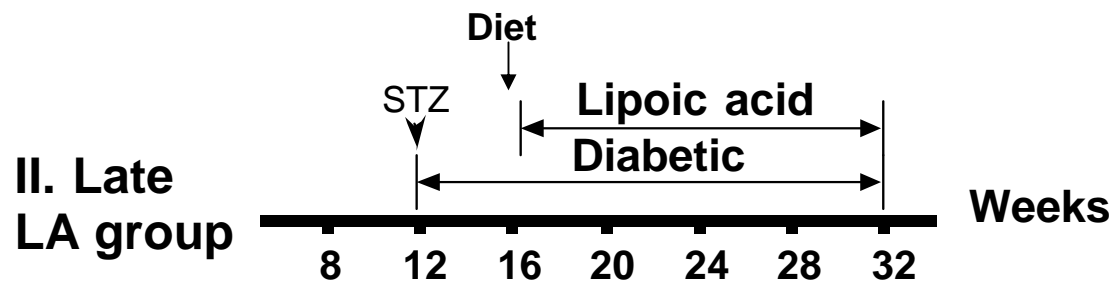 Diet
STZ
Lipoic acid
Diabetic
II. Late
LA group
Weeks
8 12 16 20 24 28 32